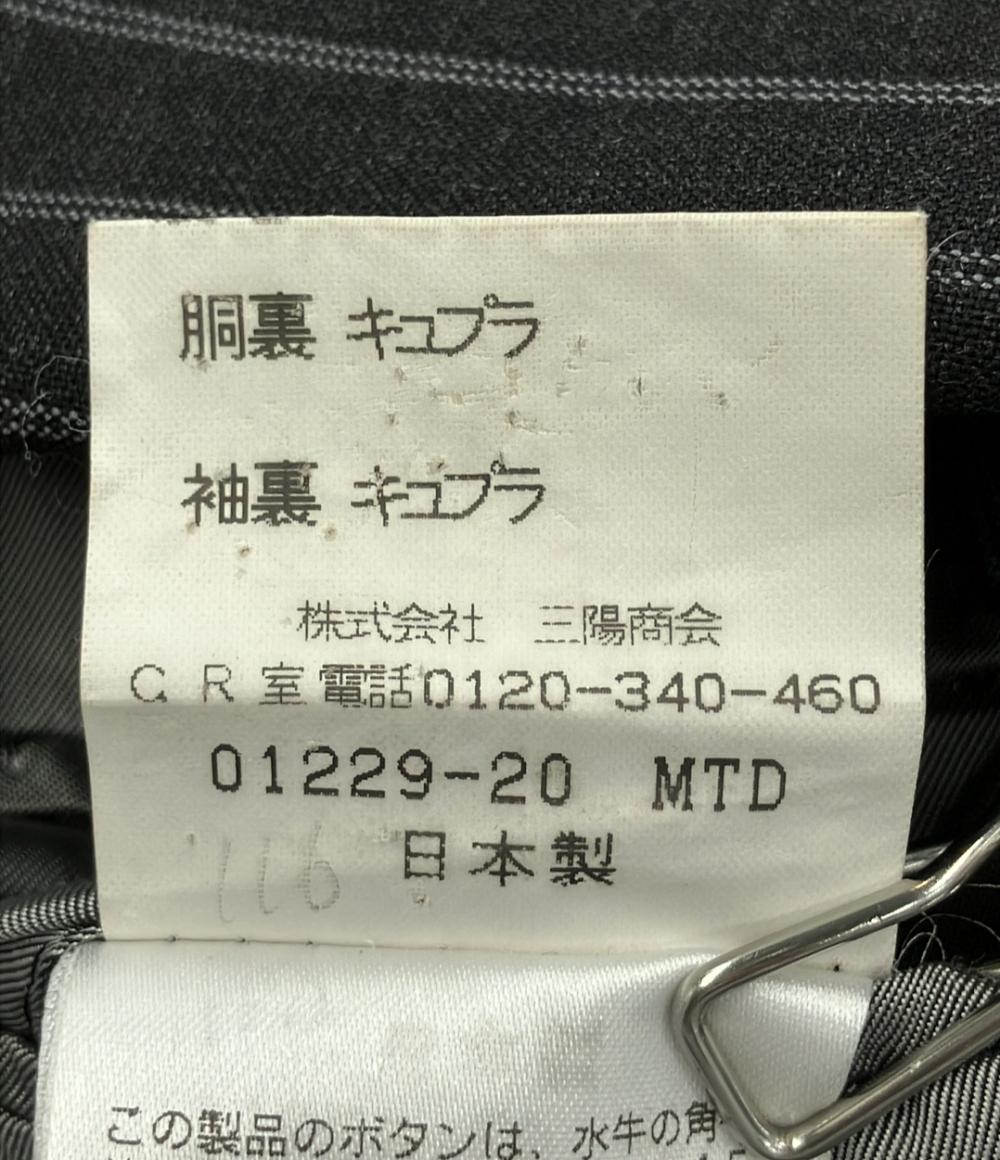 胴裏 キュプラ
袖裏 キュプラ
株式会社 三陽商会
CR室電話0120-340-460
01229-20 MTD
116
日本製
この製品のボタンは、水牛の角